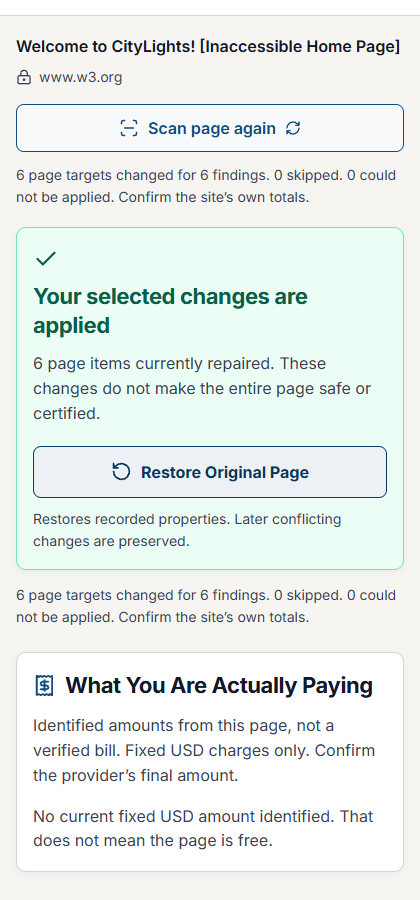 Welcome to CityLights! [Inaccessible Home Page]
www.w3.org
Scan page again
6 page targets changed for 6 findings. 0 skipped. 0 could
not be applied. Confirm the site’s own totals.
Your selected changes are
applied
6 page items currently repaired. These
changes do not make the entire page safe or
certified.
Restore Original Page
Restores recorded properties. Later conflicting
changes are preserved.
6 page targets changed for 6 findings. 0 skipped. 0 could
not be applied. Confirm the site’s own totals.
What You Are Actually Paying
Identified amounts from this page, not a
verified bill. Fixed USD charges only. Confirm
the provider’s final amount.
No current fixed USD amount identified. That
does not mean the page is free.